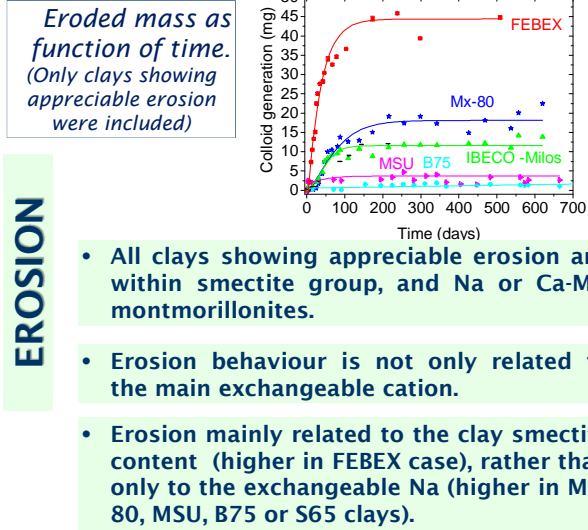 Eroded mass as
function of time.
(Only clays showing
appreciable erosion
were included)
EROSION
Colloid generation (mg)
45
40
35
30
25
20
15
10
5
0
FEBEX
Mx-80
IBECO -Milos
MSU B75
0 100 200 300 400 500 600 700
Time (days)
• All clays showing appreciable erosion
within smectite group, and Na or
montmorillonites.
• Erosion behaviour is not only related
the main exchangeable cation.
• Erosion mainly related to the clay
content (higher in FEBEX case), rather
only to the exchangeable Na (higher in
80, MSU, B75 or S65 clays).